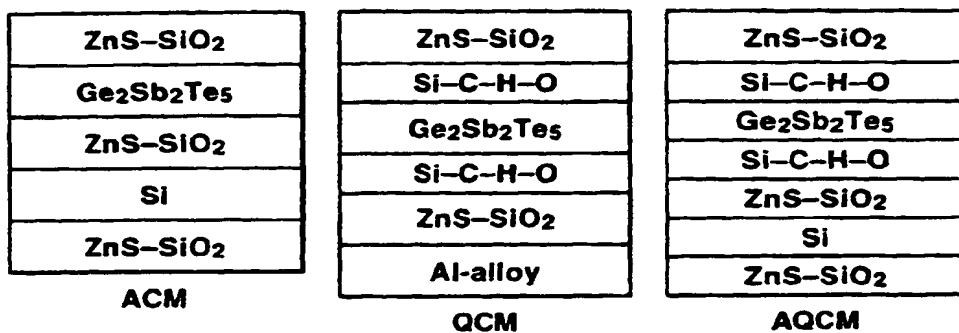 ZnS–SiO2
Ge2Sb2Te5
ZnS–SiO2
Si
ZnS–SiO2
ACM
ZnS–SiO2
Si–C–H–O
Ge2Sb2Te5
Si–C–H–O
ZnS–SiO2
Al-alloy
QCM
ZnS–SiO2
Si–C–H–O
Ge2Sb2Te5
Si–C–H–O
ZnS–SiO2
Si
ZnS–SiO2
AQCM